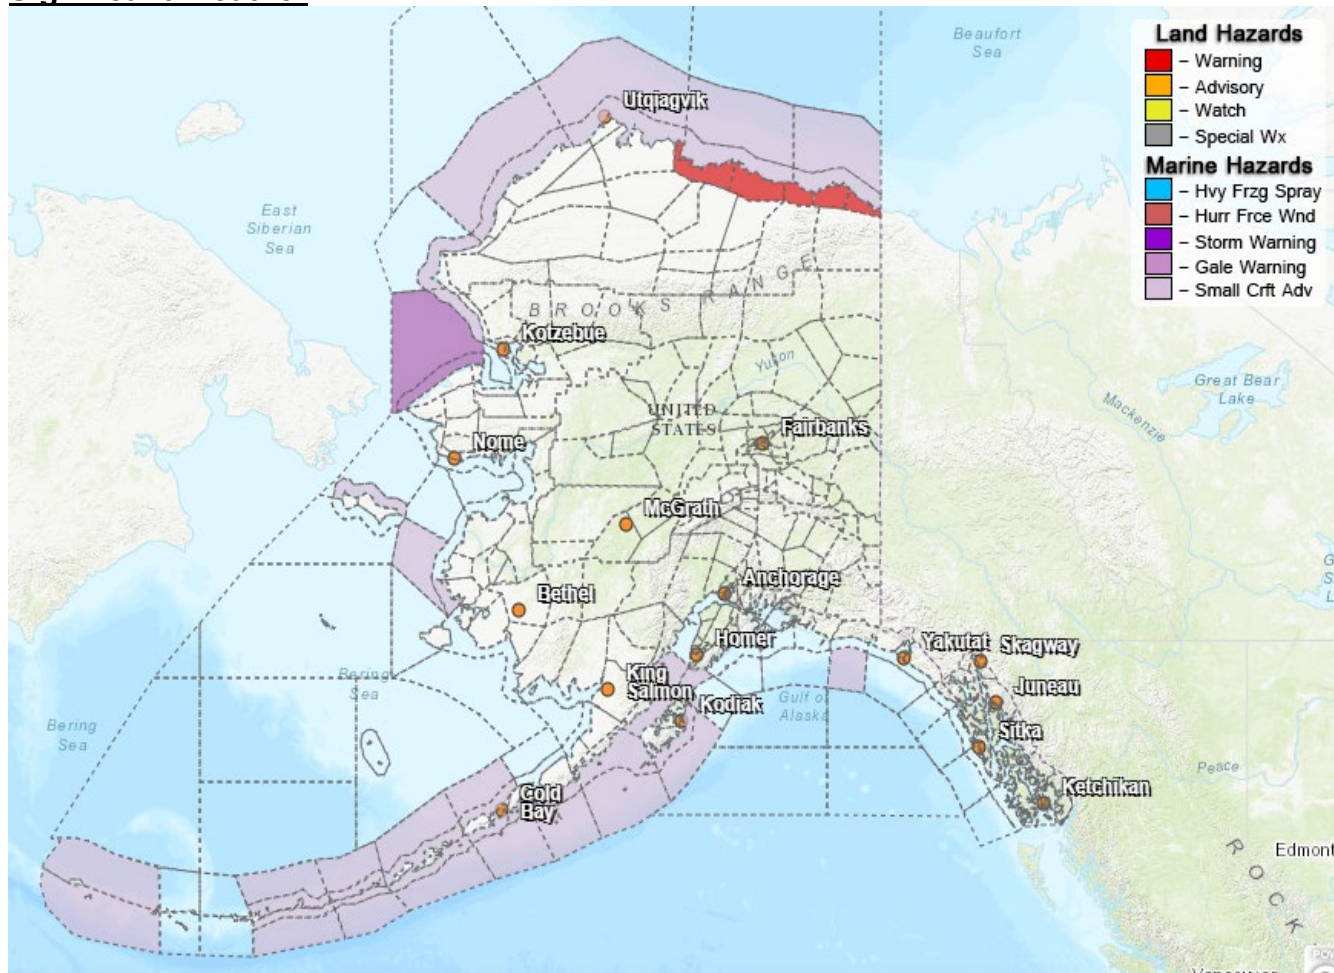 Beaufort
Sea
Land Hazards
– Warning
– Advisory
– Watch
– Special Wx
Marine Hazards
– Hvy Frzg Spray
– Hurr Frce Wnd
– Storm Warning
– Gale Warning
– Small Crft Adv
Utqiagvik
East
Siberian
Sea
BROOKS RANGE
Kotzebue
Yukon
Great Bear
Lake
Mackenzie
UNITED
STATES
Fairbanks
Nome
McGrath
Anchorage
Bethel
Homer
Yakutat
Skagway
King
Salmon
Juneau
Bering
Sea
Kodiak
Gulf of
Alaska
Sitka
Bering
Sea
Peace
Ketchikan
Cold
Bay
ROCK
Edmont